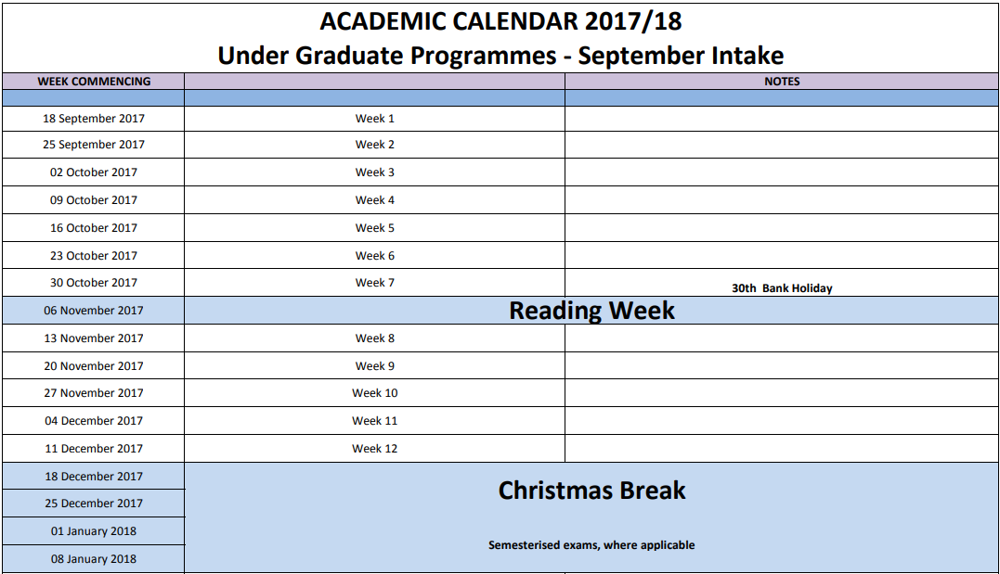 ACADEMIC CALENDAR 2017/18
Under Graduate Programmes - September Intake
WEEK COMMENCING NOTES
18 September 2017 Week 1
25 September 2017 Week 2
02 October 2017 Week 3
09 October 2017 Week 4
16 October 2017 Week 5
23 October 2017 Week 6
30 October 2017 Week 7 30th Bank Holiday
06 November 2017 Reading Week
13 November 2017 Week 8
20 November 2017 Week 9
27 November 2017 Week 10
04 December 2017 Week 11
11 December 2017 Week 12
18 December 2017 Christmas Break
25 December 2017
01 January 2018 Semesterised exams, where applicable
08 January 2018